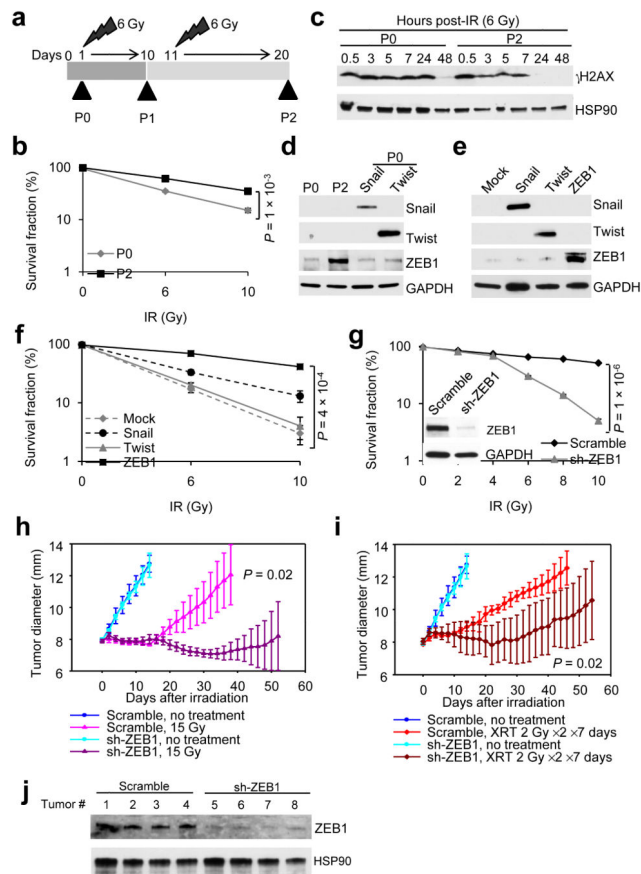 a
6 Gy 6 Gy
Days 0 1 10 11 20
P0 P1 P2
c
Hours post-IR (6 Gy)
P0 P2
0.5 3 5 7 24 48 0.5 3 5 7 24 48
γH2AX
HSP90
b
Survival fraction (%)
100
10
1
P0
P2
0 6 10
IR (Gy)
P = 1 × 10-3
d
P0
P0 P2 Snail Twist
Snail
Twist
ZEB1
GAPDH
e
Mock Snail Twist ZEB1
Snail
Twist
ZEB1
GAPDH
f
Survival fraction (%)
100
10
1
Mock
Snail
Twist
ZEB1
0 6 10
IR (Gy)
P = 4 × 10-4
g
Survival fraction (%)
100
10
1
Scramble sh-ZEB1
ZEB1
GAPDH
Scramble
sh-ZEB1
0 2 4 6 8 10
IR (Gy)
P = 1 × 10-6
h
Tumor diameter (mm)
14
12
10
8
6
P = 0.02
0 10 20 30 40 50 60
Days after irradiation
Scramble, no treatment
Scramble, 15 Gy
sh-ZEB1, no treatment
sh-ZEB1, 15 Gy
i
Tumor diameter (mm)
14
12
10
8
6
P = 0.02
0 10 20 30 40 50 60
Days after irradiation
Scramble, no treatment
Scramble, XRT 2 Gy ×2 ×7 days
sh-ZEB1, no treatment
sh-ZEB1, XRT 2 Gy ×2 ×7 days
j
Scramble sh-ZEB1
Tumor # 1 2 3 4 5 6 7 8
ZEB1
HSP90